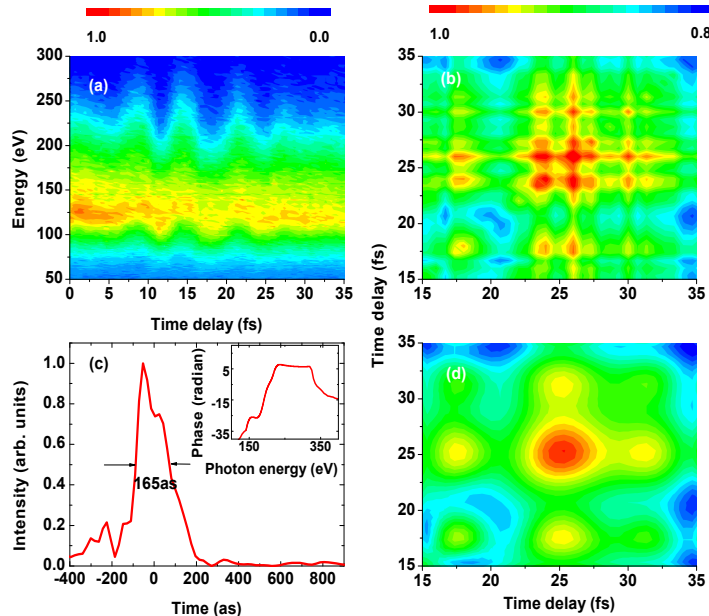 1.0 0.0
(a)
300
250
200
150
100
50
Energy (eV)
0 5 10 15 20 25 30 35
Time delay (fs)
1.0 0.8
(b)
35
30
25
20
15
15 20 25 30 35
Time delay (fs)
(c)
1.0
0.8
0.6
0.4
0.2
0.0
Intensity (arb. units)
165as
-400 -200 0 200 400 600 800
Time (as)
5
-15
-35
Phase (radian)
150 250 350
Photon energy (eV)
(d)
35
30
25
20
15
15 20 25 30 35
Time delay (fs)